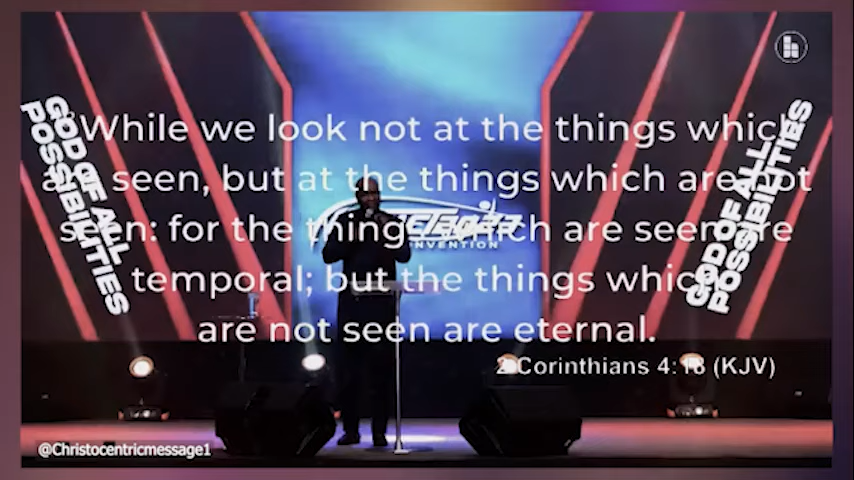 "While we look not at the things which
are seen, but at the things which are not
seen: for the things which are seen are
temporal; but the things which
are not seen are eternal.
2 Corinthians 4:18 (KJV)
GOD OF ALL
POSSIBILITIES
GOD OF ALL
POSSIBILITIES
CONVENTION
@Christocentricmessage1